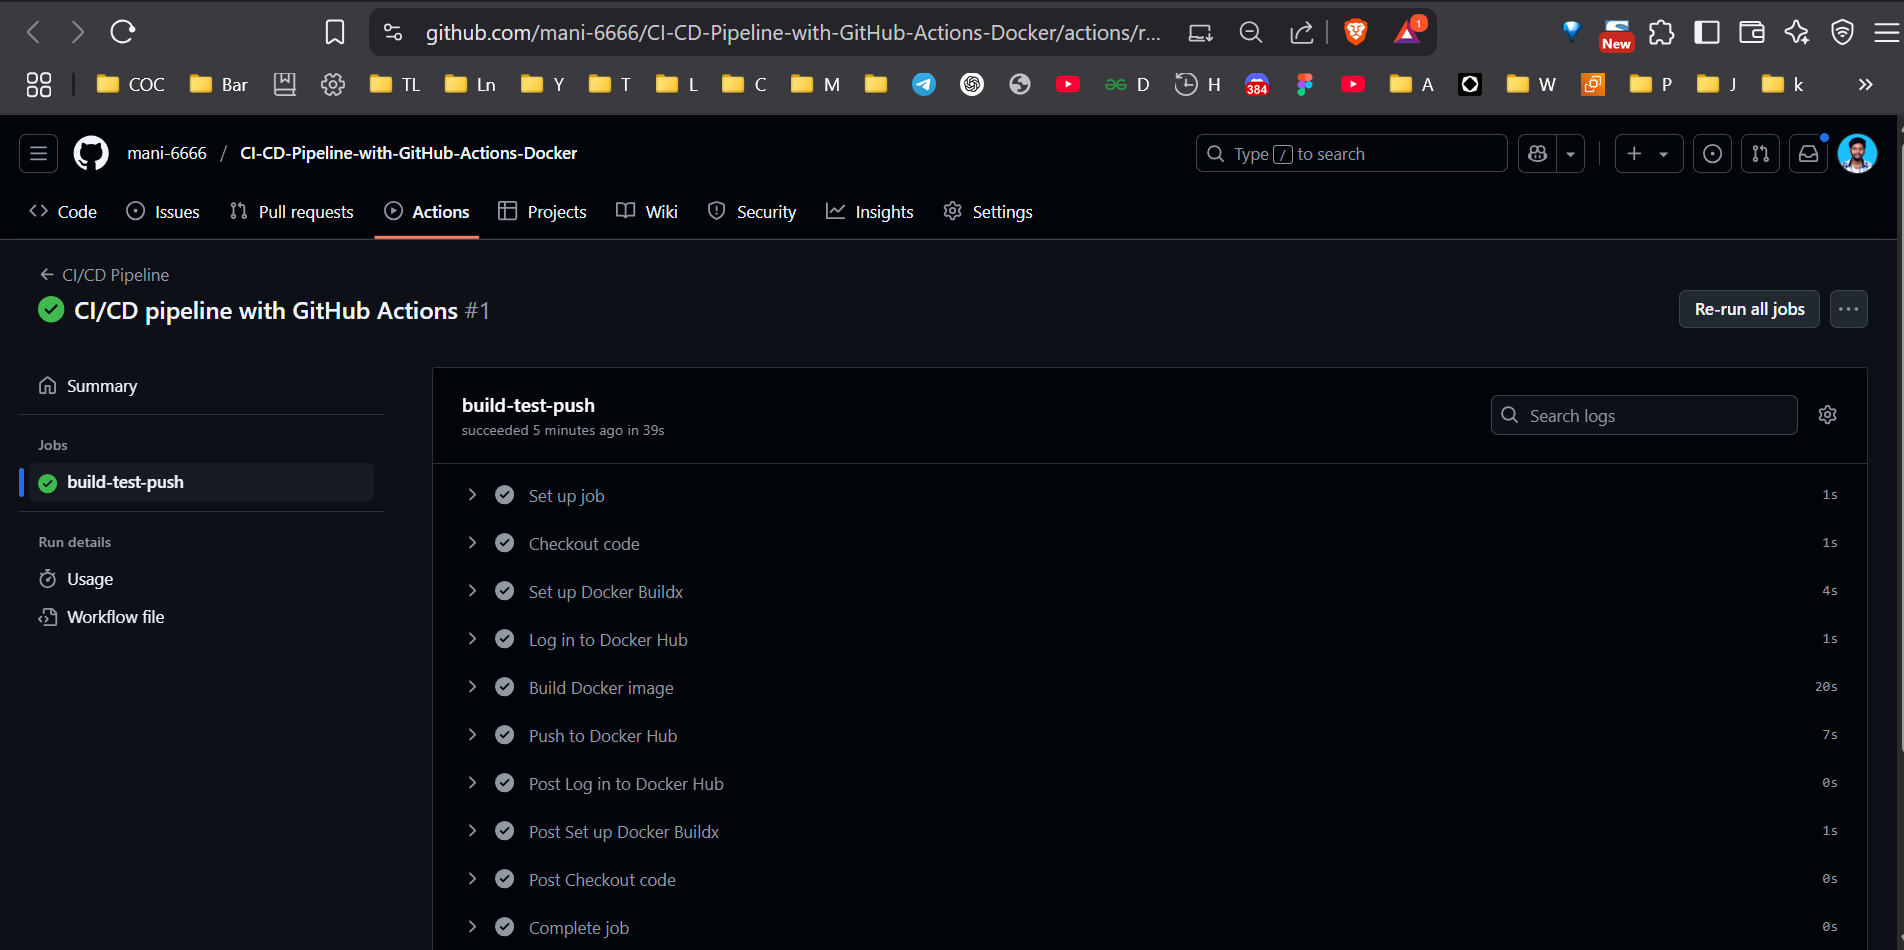 github.com/mani-6666/CI-CD-Pipeline-with-GitHub-Actions-Docker/actions/r...
1
New
COC
Bar
TL
Ln
Y
T
L
C
M
D
H
384
A
W
P
J
k
mani-6666 / CI-CD-Pipeline-with-GitHub-Actions-Docker
Type / to search
Code
Issues
Pull requests
Actions
Projects
Wiki
Security
Insights
Settings
CI/CD Pipeline
CI/CD pipeline with GitHub Actions #1
Re-run all jobs
Summary
Jobs
build-test-push
Run details
Usage
Workflow file
build-test-push
succeeded 5 minutes ago in 39s
Search logs
Set up job 1s
Checkout code 1s
Set up Docker Buildx 4s
Log in to Docker Hub 1s
Build Docker image 20s
Push to Docker Hub 7s
Post Log in to Docker Hub 0s
Post Set up Docker Buildx 1s
Post Checkout code 0s
Complete job 0s